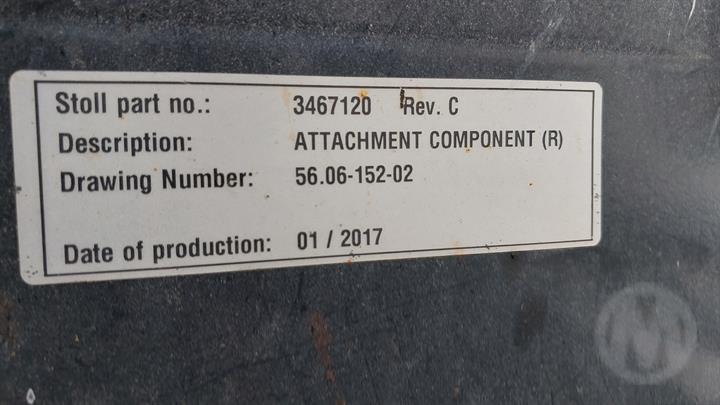 Stoll part no.: 3467120 Rev. C
Description: ATTACHMENT COMPONENT (R)
Drawing Number: 56.06-152-02
Date of production: 01 / 2017
M